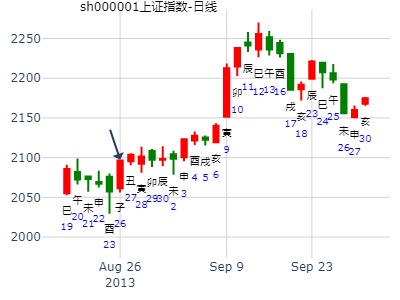 sh000001上证指数-日线
2250
2200
2150
2100
2050
2000
巳
19
午
20
未
21
申
22
酉
23
子
26
丑
27
寅
28
卯
29
辰
30
未
2
申
3
酉
4
戌
5
亥
6
寅
9
卯
10
辰
11
巳
12
午
13
酉
16
戌
17
亥
18
辰
23
巳
24
午
25
未
26
申
27
亥
30
Aug 26
2013
Sep 9
Sep 23